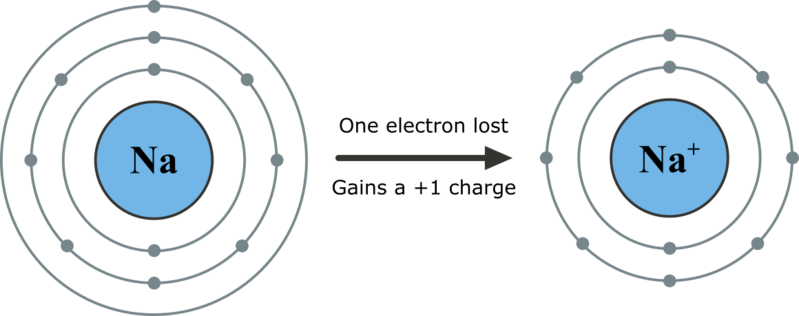 Na
One electron lost
Gains a +1 charge
Na⁺